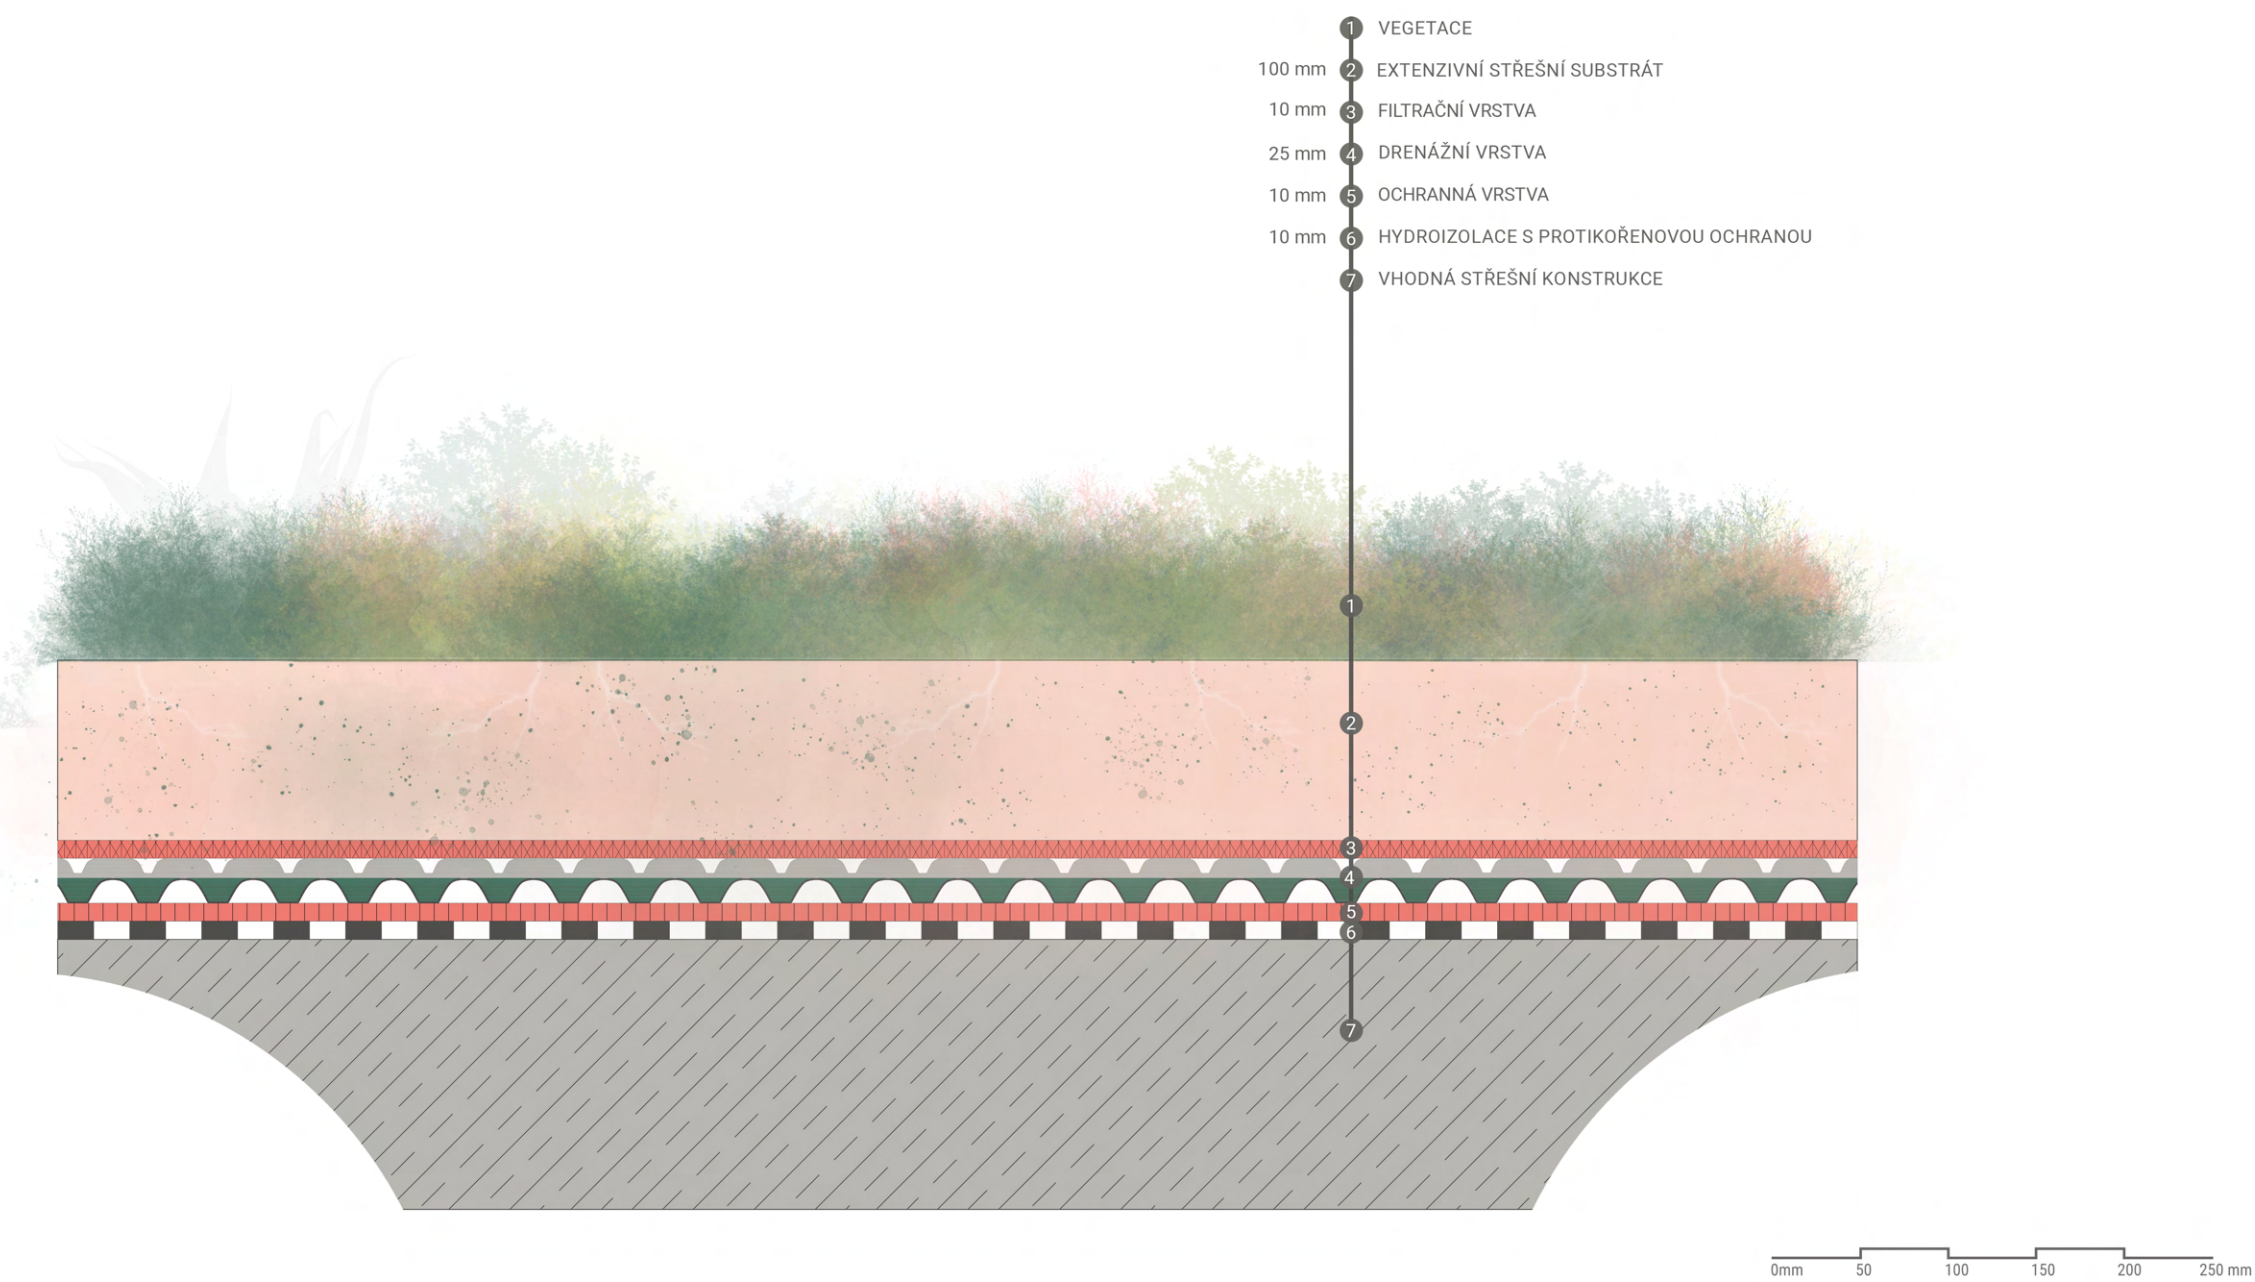 1 VEGETACE
100 mm 2 EXTENZIVNÍ STŘEŠNÍ SUBSTRÁT
10 mm 3 FILTRAČNÍ VRSTVA
25 mm 4 DRENÁŽNÍ VRSTVA
10 mm 5 OCHRANNÁ VRSTVA
10 mm 6 HYDROIZOLACE S PROTIKOŘENOVOU OCHRANOU
7 VHODNÁ STŘEŠNÍ KONSTRUKCE
1
2
3
4
5
6
7
0mm 50 100 150 200 250 mm